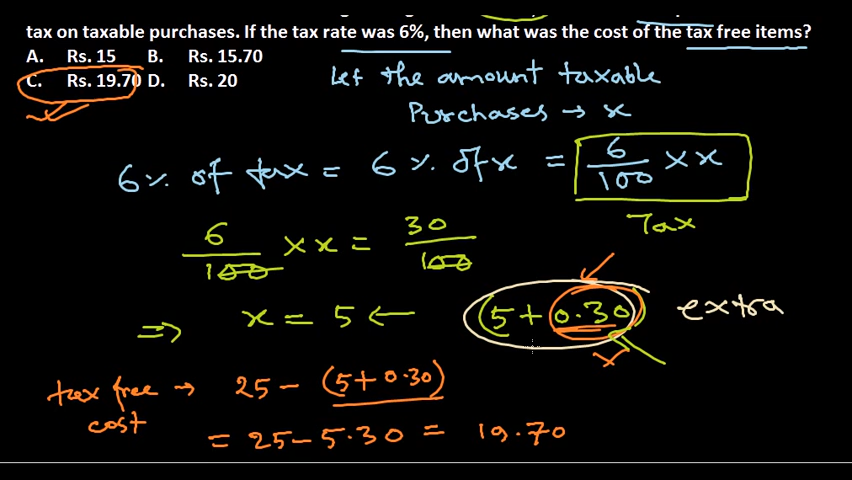 tax on taxable purchases. If the tax rate was 6%, then what was the cost of the tax free items?
A. Rs. 15 B. Rs. 15.70
C. Rs. 19.70 D. Rs. 20
Let the amount taxable
Purchases → x
6% of tax = 6% of x = 6/100 × x
Tax
6/100 × x = 30/100
⇒ x = 5 ← (5 + 0.30) extra
tax free → 25 - (5 + 0.30)
cost
= 25 - 5.30 = 19.70